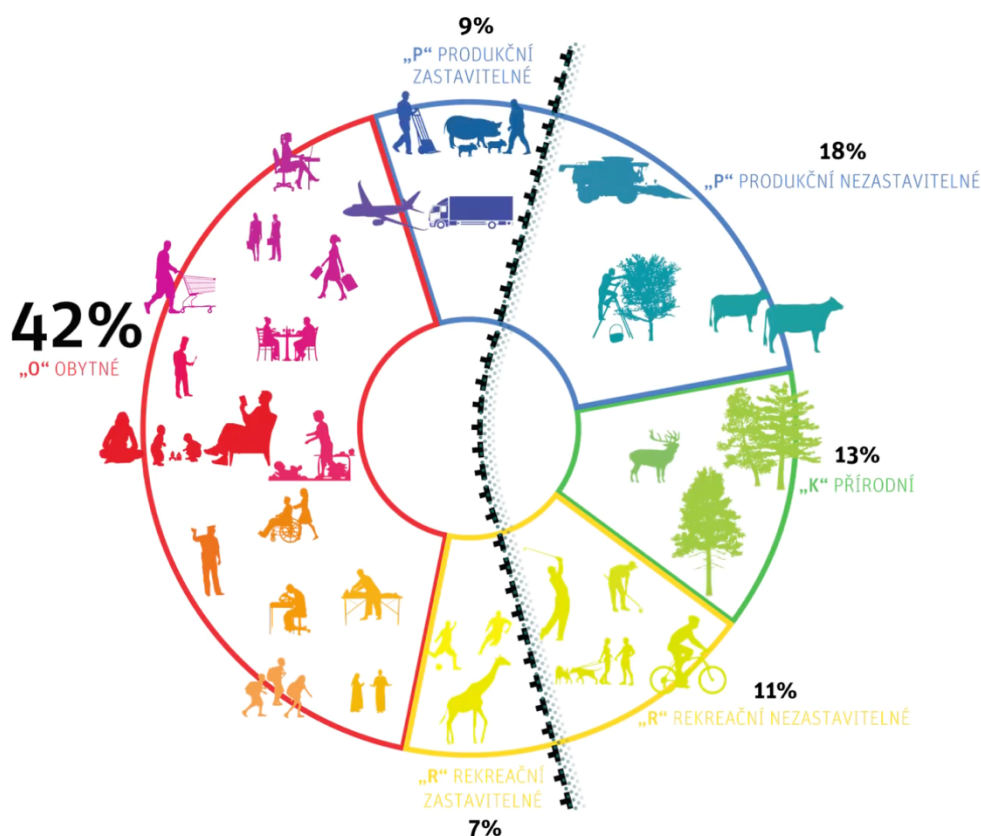 9%
„P“ PRODUKČNÍ
ZASTAVITELNÉ
18%
„P“ PRODUKČNÍ NEZASTAVITELNÉ
42%
„O“ OBYTNÉ
13%
„K“ PŘÍRODNÍ
11%
„R“ REKREAČNÍ NEZASTAVITELNÉ
„R“ REKREAČNÍ
ZASTAVITELNÉ
7%